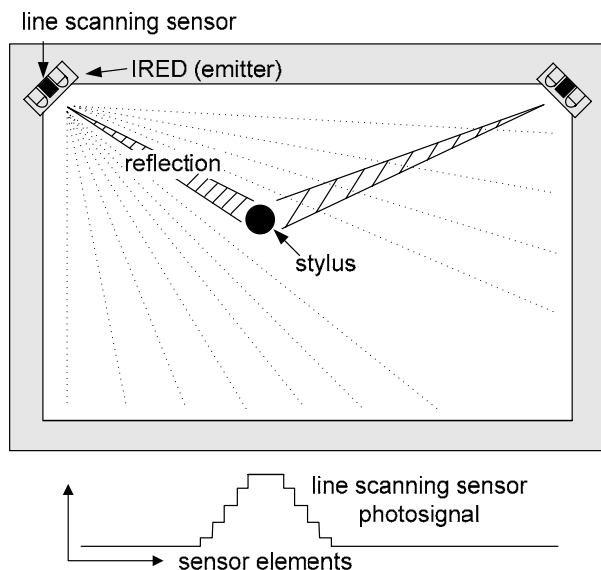 line scanning sensor
IRED (emitter)
reflection
stylus
line scanning sensor
photosignal
sensor elements